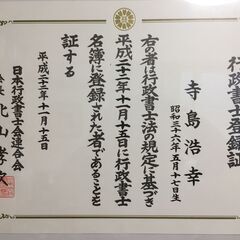 行政書士登録証
寺島浩幸
昭和三十六年五月十七日生
右の者は行政書士法の規定に基づき
平成二十二年十一月十五日に行政書士
名簿に登録された者であることを
証する
平成二十二年十一月十五日
日本行政書士会連合会
会長 北山孝次